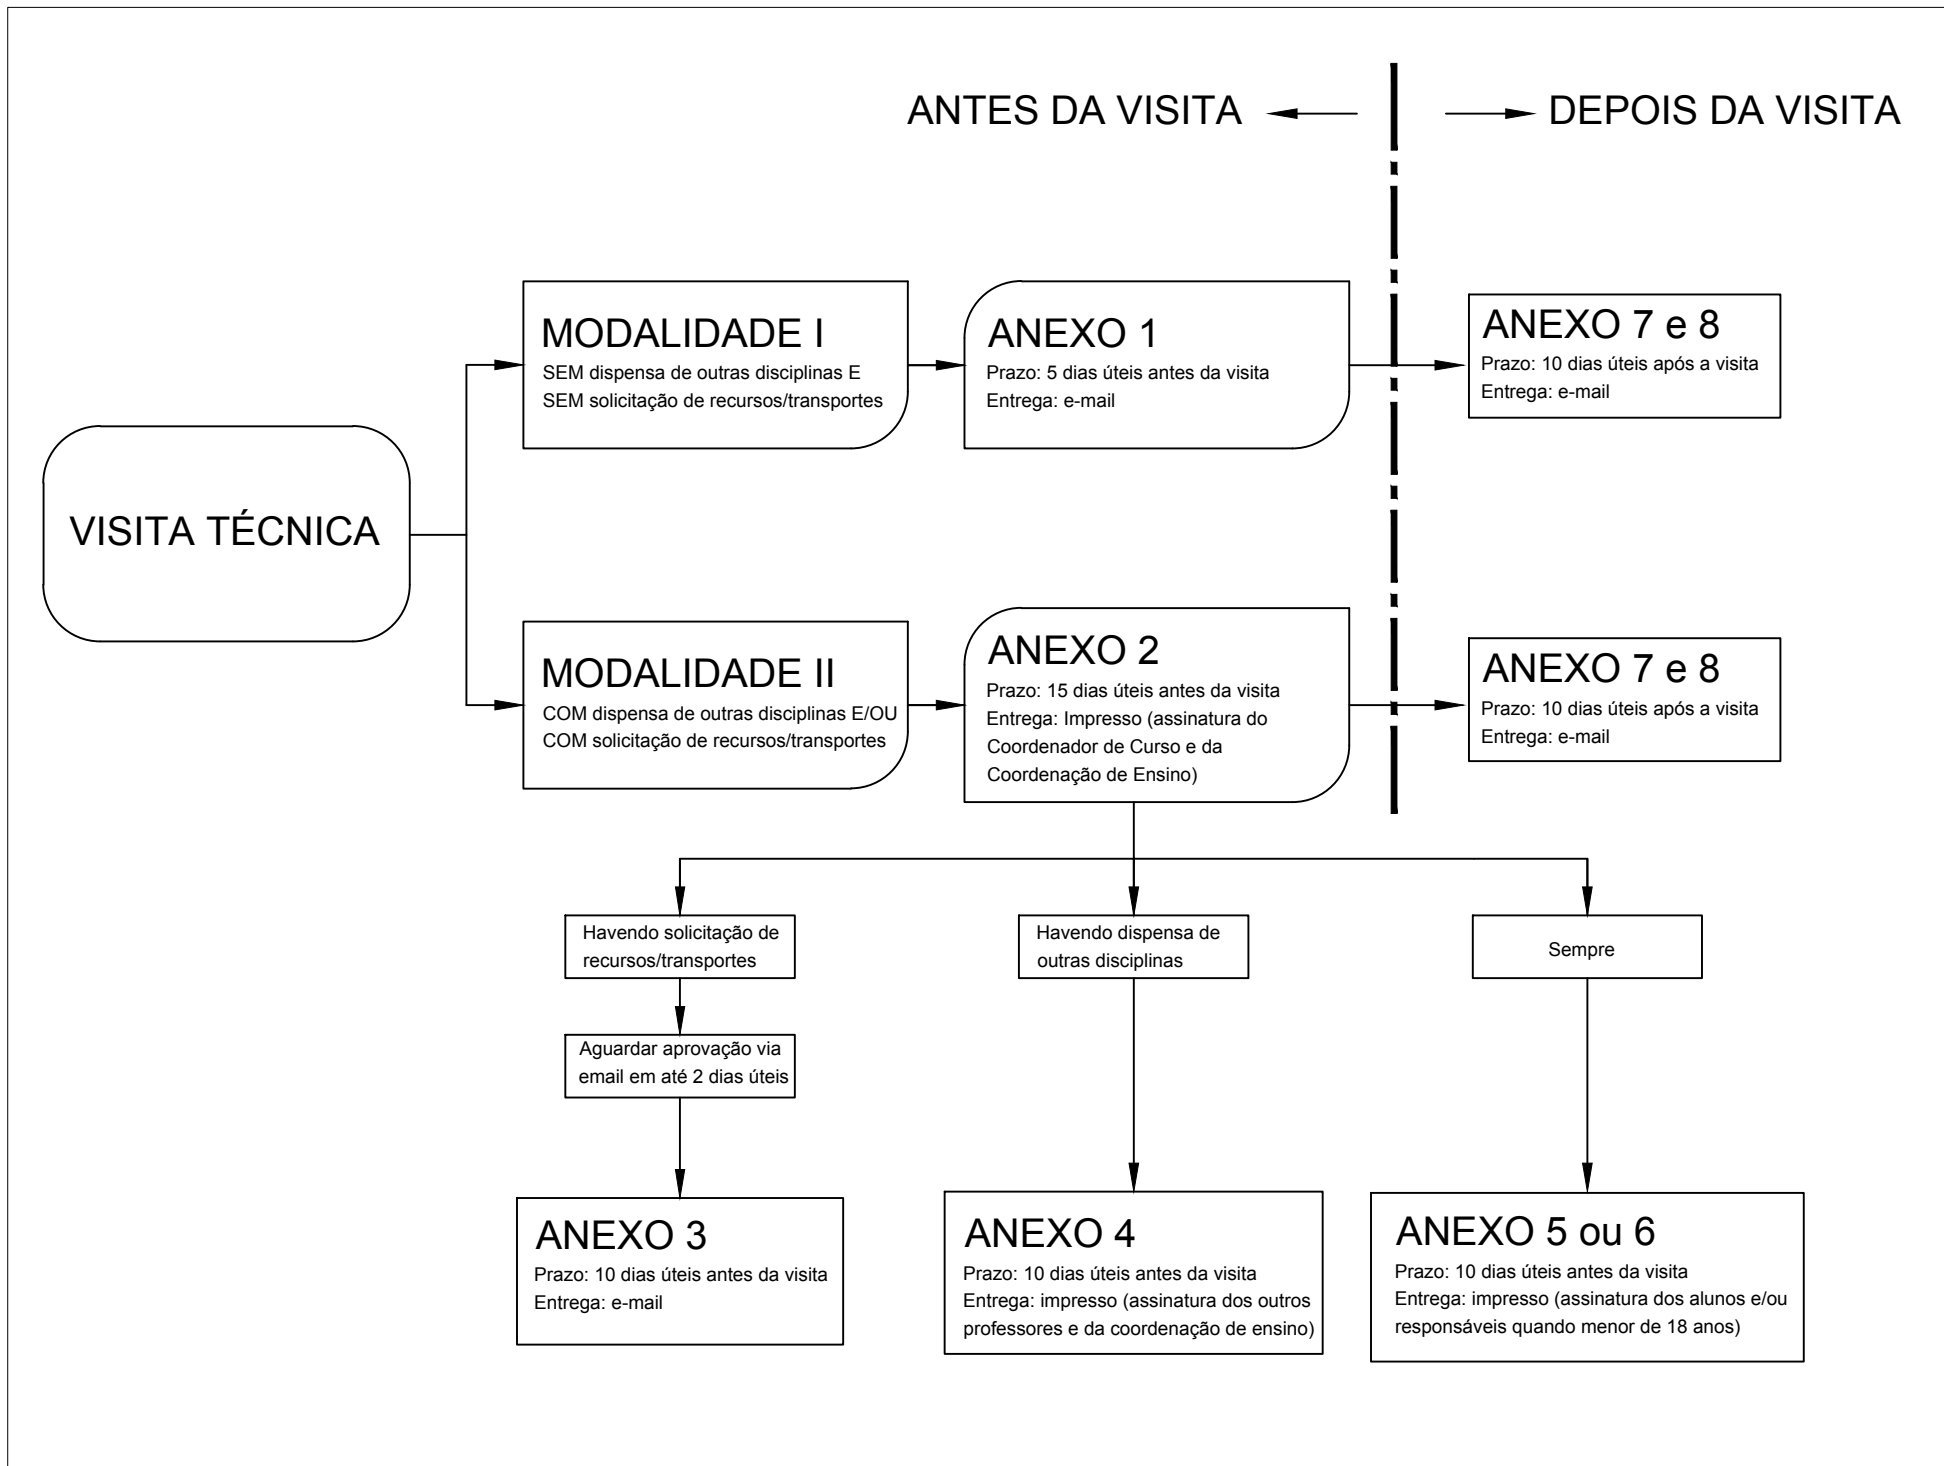 ANTES DA VISITA
DEPOIS DA VISITA
VISITA TÉCNICA
MODALIDADE I
SEM dispensa de outras disciplinas E
SEM solicitação de recursos/transportes
ANEXO 1
Prazo: 5 dias úteis antes da visita
Entrega: e-mail
ANEXO 7 e 8
Prazo: 10 dias úteis após a visita
Entrega: e-mail
MODALIDADE II
COM dispensa de outras disciplinas E/OU
COM solicitação de recursos/transportes
ANEXO 2
Prazo: 15 dias úteis antes da visita
Entrega: Impresso (assinatura do
Coordenador de Curso e da
Coordenação de Ensino)
ANEXO 7 e 8
Prazo: 10 dias úteis após a visita
Entrega: e-mail
Havendo solicitação de
recursos/transportes
Aguardar aprovação via
email em até 2 dias úteis
ANEXO 3
Prazo: 10 dias úteis antes da visita
Entrega: e-mail
Havendo dispensa de
outras disciplinas
ANEXO 4
Prazo: 10 dias úteis antes da visita
Entrega: impresso (assinatura dos outros
professores e da coordenação de ensino)
Sempre
ANEXO 5 ou 6
Prazo: 10 dias úteis antes da visita
Entrega: impresso (assinatura dos alunos e/ou
responsáveis quando menor de 18 anos)